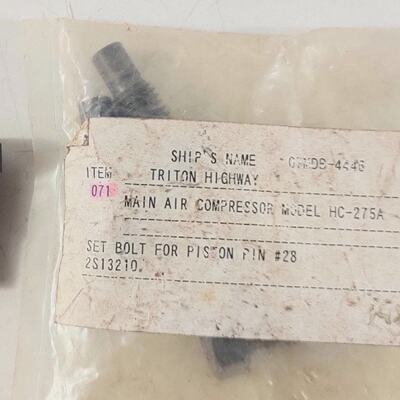 SHIP'S NAME
ITEM TRITON HIGHWAY
071 MAIN AIR COMPRESSOR MODEL HC-275A
SET BOLT FOR PISTON PIN #28
2S13210